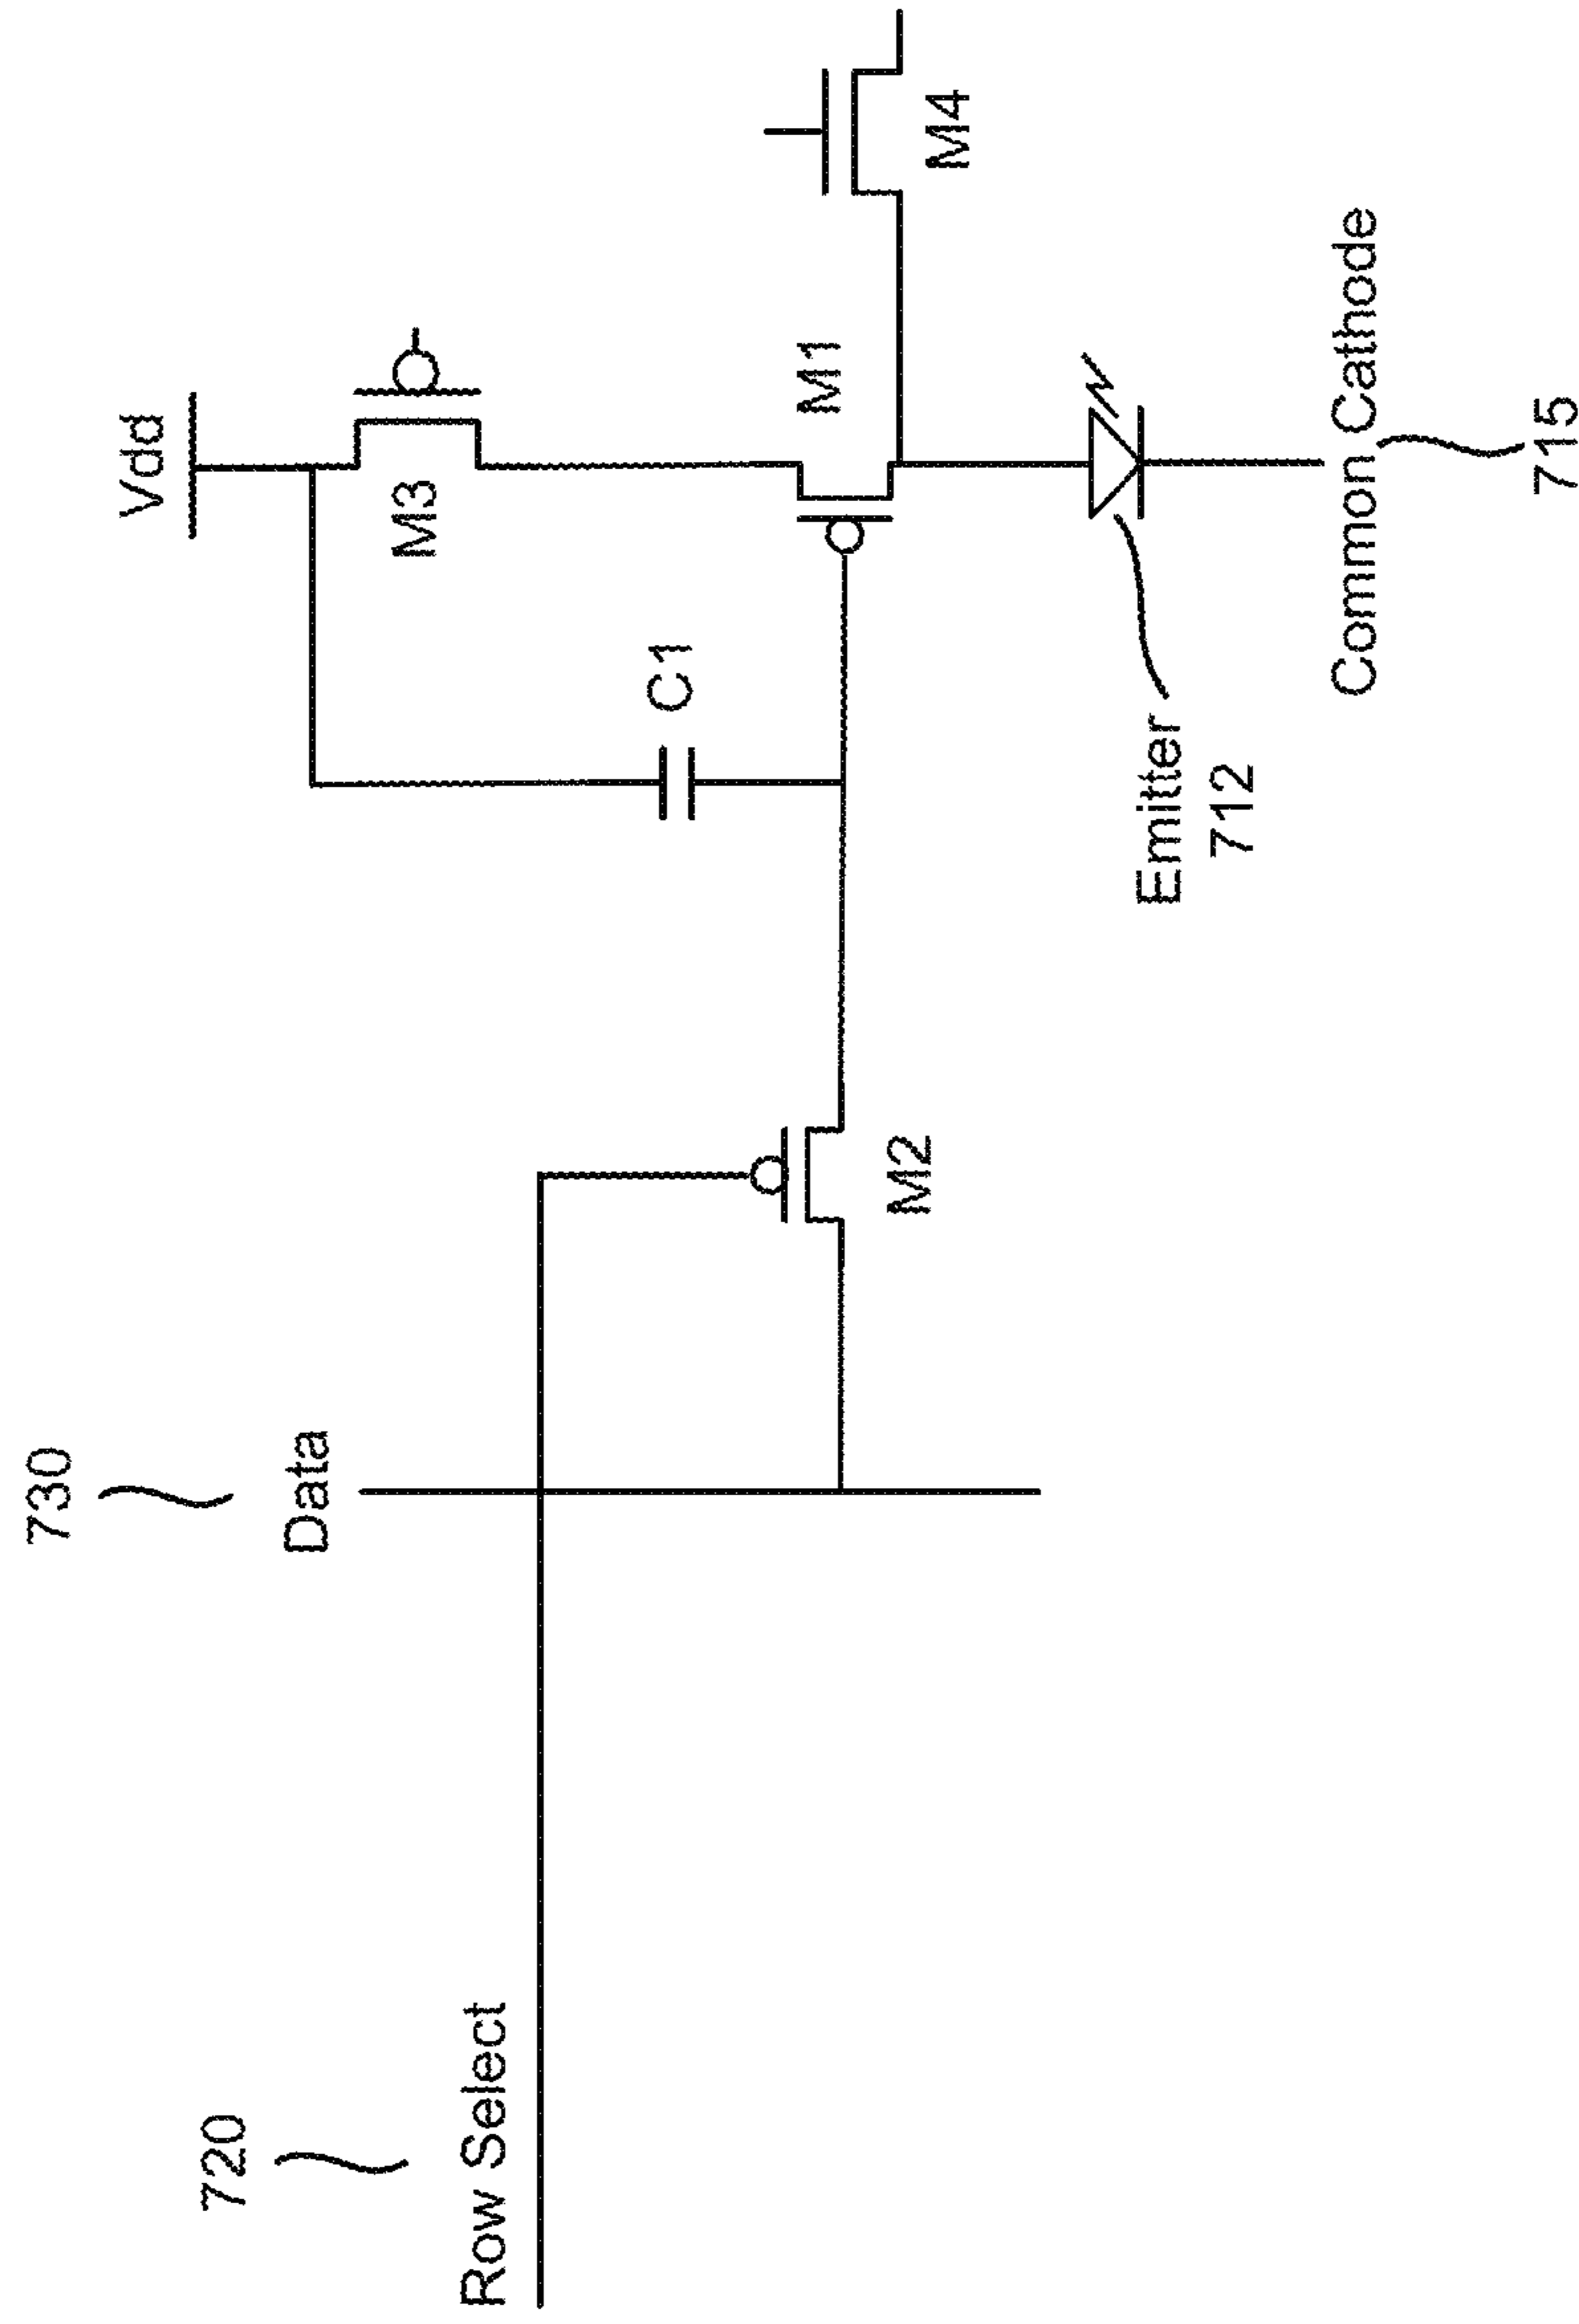 720
Row Select
730
Data
Vdd
M3
C1
M1
M4
M2
Emitter
712
Common Cathode
715